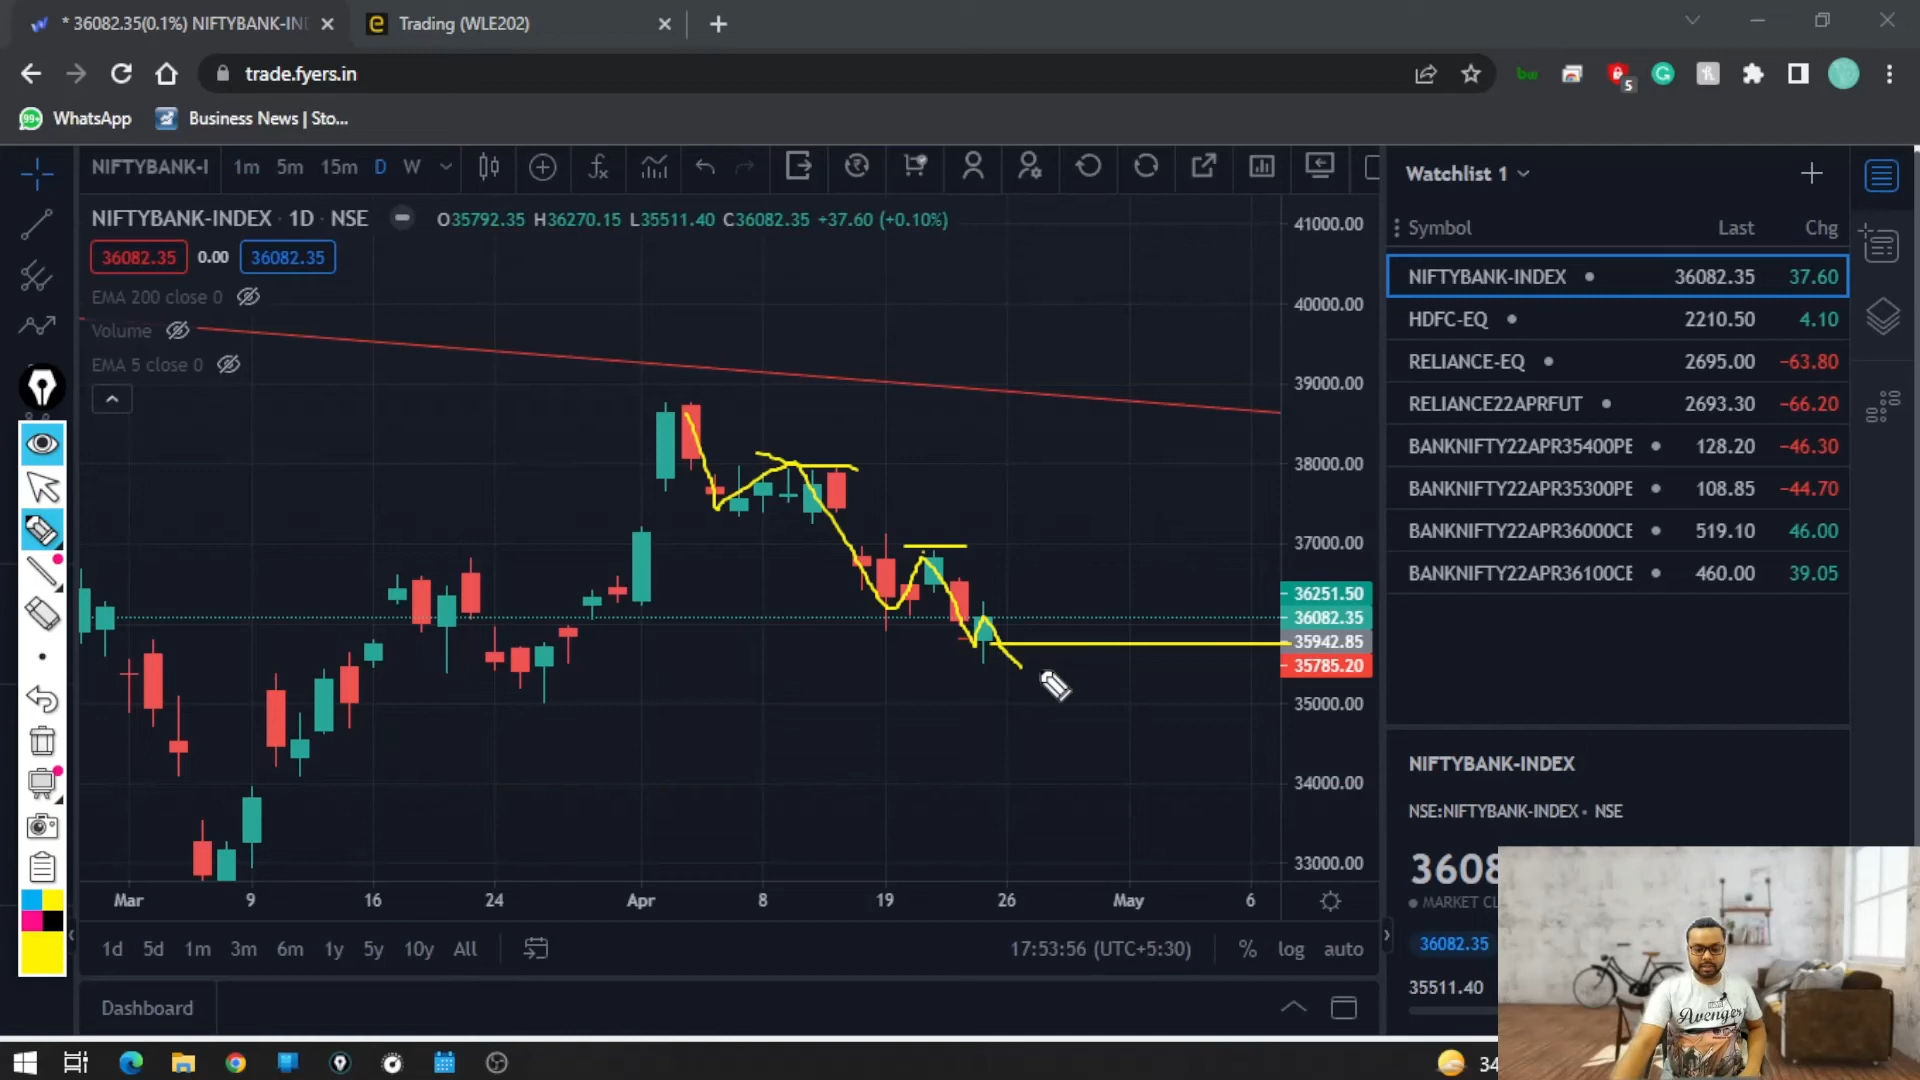 * 36082.35(0.1%) NIFTYBANK-IN
Trading (WLE202)
trade.fyers.in
5
99+ WhatsApp
Business News | Sto...
NIFTYBANK-I 1m 5m 15m D W
Watchlist 1
NIFTYBANK-INDEX · 1D · NSE O35792.35 H36270.15 L35511.40 C36082.35 +37.60 (+0.10%)
36082.35 0.00 36082.35
EMA 200 close 0
Volume
EMA 5 close 0
Symbol Last Chg
NIFTYBANK-INDEX 36082.35 37.60
HDFC-EQ 2210.50 4.10
RELIANCE-EQ 2695.00 −63.80
RELIANCE22APRFUT 2693.30 −66.20
BANKNIFTY22APR35400PE 128.20 −46.30
BANKNIFTY22APR35300PE 108.85 −44.70
BANKNIFTY22APR36000CE 519.10 46.00
BANKNIFTY22APR36100CE 460.00 39.05
41000.00
40000.00
39000.00
38000.00
37000.00
36251.50
36082.35
35942.85
35785.20
35000.00
34000.00
33000.00
Mar 9 16 24 Apr 8 19 26 May 6
1d 5d 1m 3m 6m 1y 5y 10y All
17:53:56 (UTC+5:30) % log auto
Dashboard
NIFTYBANK-INDEX
NSE:NIFTYBANK-INDEX • NSE
3608
MARKET CL
36082.35
35511.40
Avenger
34